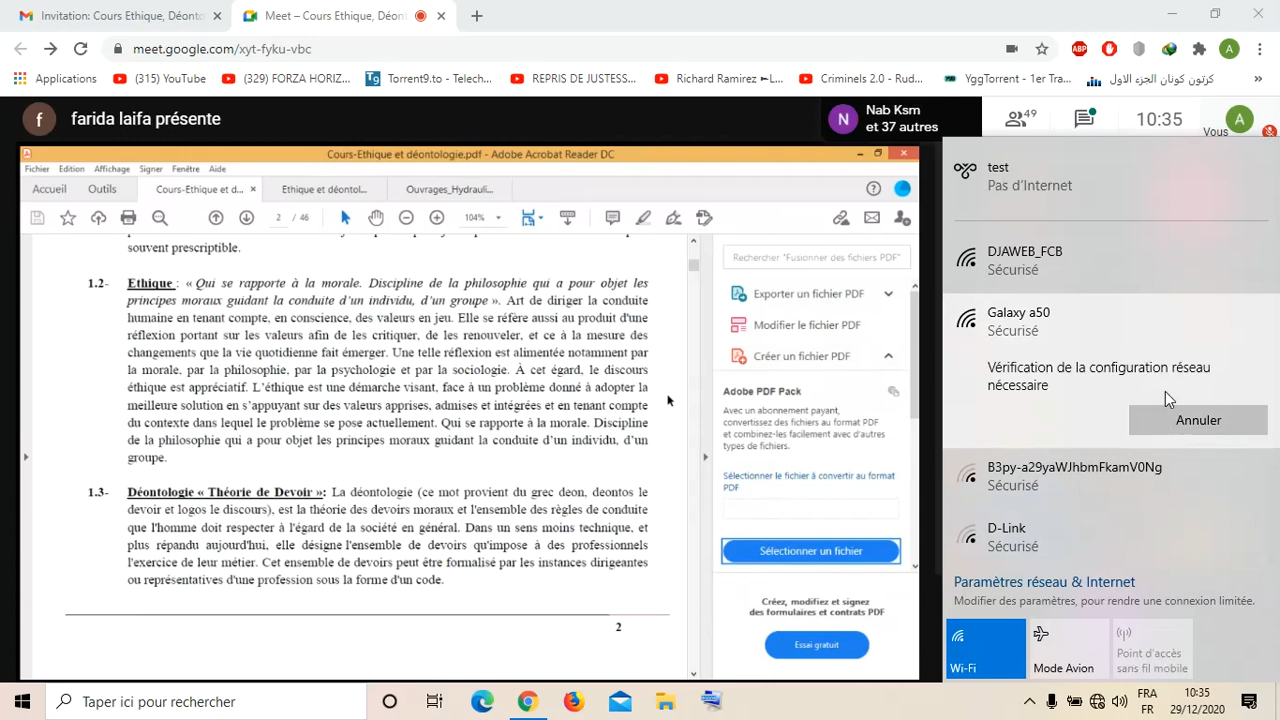 Invitation: Cours Ethique, Déonto
Meet – Cours Ethique, Déont
meet.google.com/xyt-fyku-vbc
ABP
A
Applications
(315) YouTube
(329) FORZA HORIZ...
Torrent9.to - Telech...
REPRIS DE JUSTESS...
Richard Ramirez ►L...
Criminels 2.0 - Rud...
YggTorrent - 1er Tra...
كرتون كونان الجزء الاول
»
f
farida laifa présente
N
Nab Ksm
et 37 autres
49
10:35
Vous
A
Cours-Ethique et déontologie.pdf - Adobe Acrobat Reader DC
Fichier Edition Affichage Signer Fenêtre Aide
Accueil Outils Cours-Ethique et d... × Ethique et déontol... Ouvrages_Hydrauli...
2 / 46 104%
souvent prescriptible.
1.2- Ethique : « Qui se rapporte à la morale. Discipline de la philosophie qui a pour objet les
principes moraux guidant la conduite d’un individu, d’un groupe ». Art de diriger la conduite
humaine en tenant compte, en conscience, des valeurs en jeu. Elle se réfère aussi au produit d'une
réflexion portant sur les valeurs afin de les critiquer, de les renouveler, et ce à la mesure des
changements que la vie quotidienne fait émerger. Une telle réflexion est alimentée notamment par
la morale, par la philosophie, par la psychologie et par la sociologie. À cet égard, le discours
éthique est appréciatif. L’éthique est une démarche visant, face à un problème donné à adopter la
meilleure solution en s’appuyant sur des valeurs apprises, admises et intégrées et en tenant compte
du contexte dans lequel le problème se pose actuellement. Qui se rapporte à la morale. Discipline
de la philosophie qui a pour objet les principes moraux guidant la conduite d’un individu, d’un
groupe.
1.3- Déontologie « Théorie de Devoir »: La déontologie (ce mot provient du grec deon, deontos le
devoir et logos le discours), est la théorie des devoirs moraux et l'ensemble des règles de conduite
que l'homme doit respecter à l'égard de la société en général. Dans un sens moins technique, et
plus répandu aujourd'hui, elle désigne l'ensemble de devoirs qu'impose à des professionnels
l'exercice de leur métier. Cet ensemble de devoirs peut être formalisé par les instances dirigeantes
ou représentatives d'une profession sous la forme d'un code.
2
Rechercher "Fusionner des fichiers PDF"
Exporter un fichier PDF
Modifier le fichier PDF
Créer un fichier PDF
Adobe PDF Pack
Avec un abonnement payant,
convertissez des fichiers au format
PDF et combinez-les facilement avec d'autres
types de fichiers.
Sélectionner le fichier à convertir au format
PDF
Sélectionner un fichier
Créez, modifiez et signez
des formulaires et contrats PDF
Essai gratuit
test
Pas d’Internet
DJAWEB_FCB
Sécurisé
Galaxy a50
Sécurisé
Vérification de la configuration réseau
nécessaire
Annuler
B3py-a29yaWJhbmFkamV0Ng
Sécurisé
D-Link
Sécurisé
Paramètres réseau & Internet
Modifier des paramètres, pour rendre une connexion limitée.
Wi-Fi
Mode Avion
Point d'accès
sans fil mobile
Taper ici pour rechercher
FRA
FR
10:35
29/12/2020